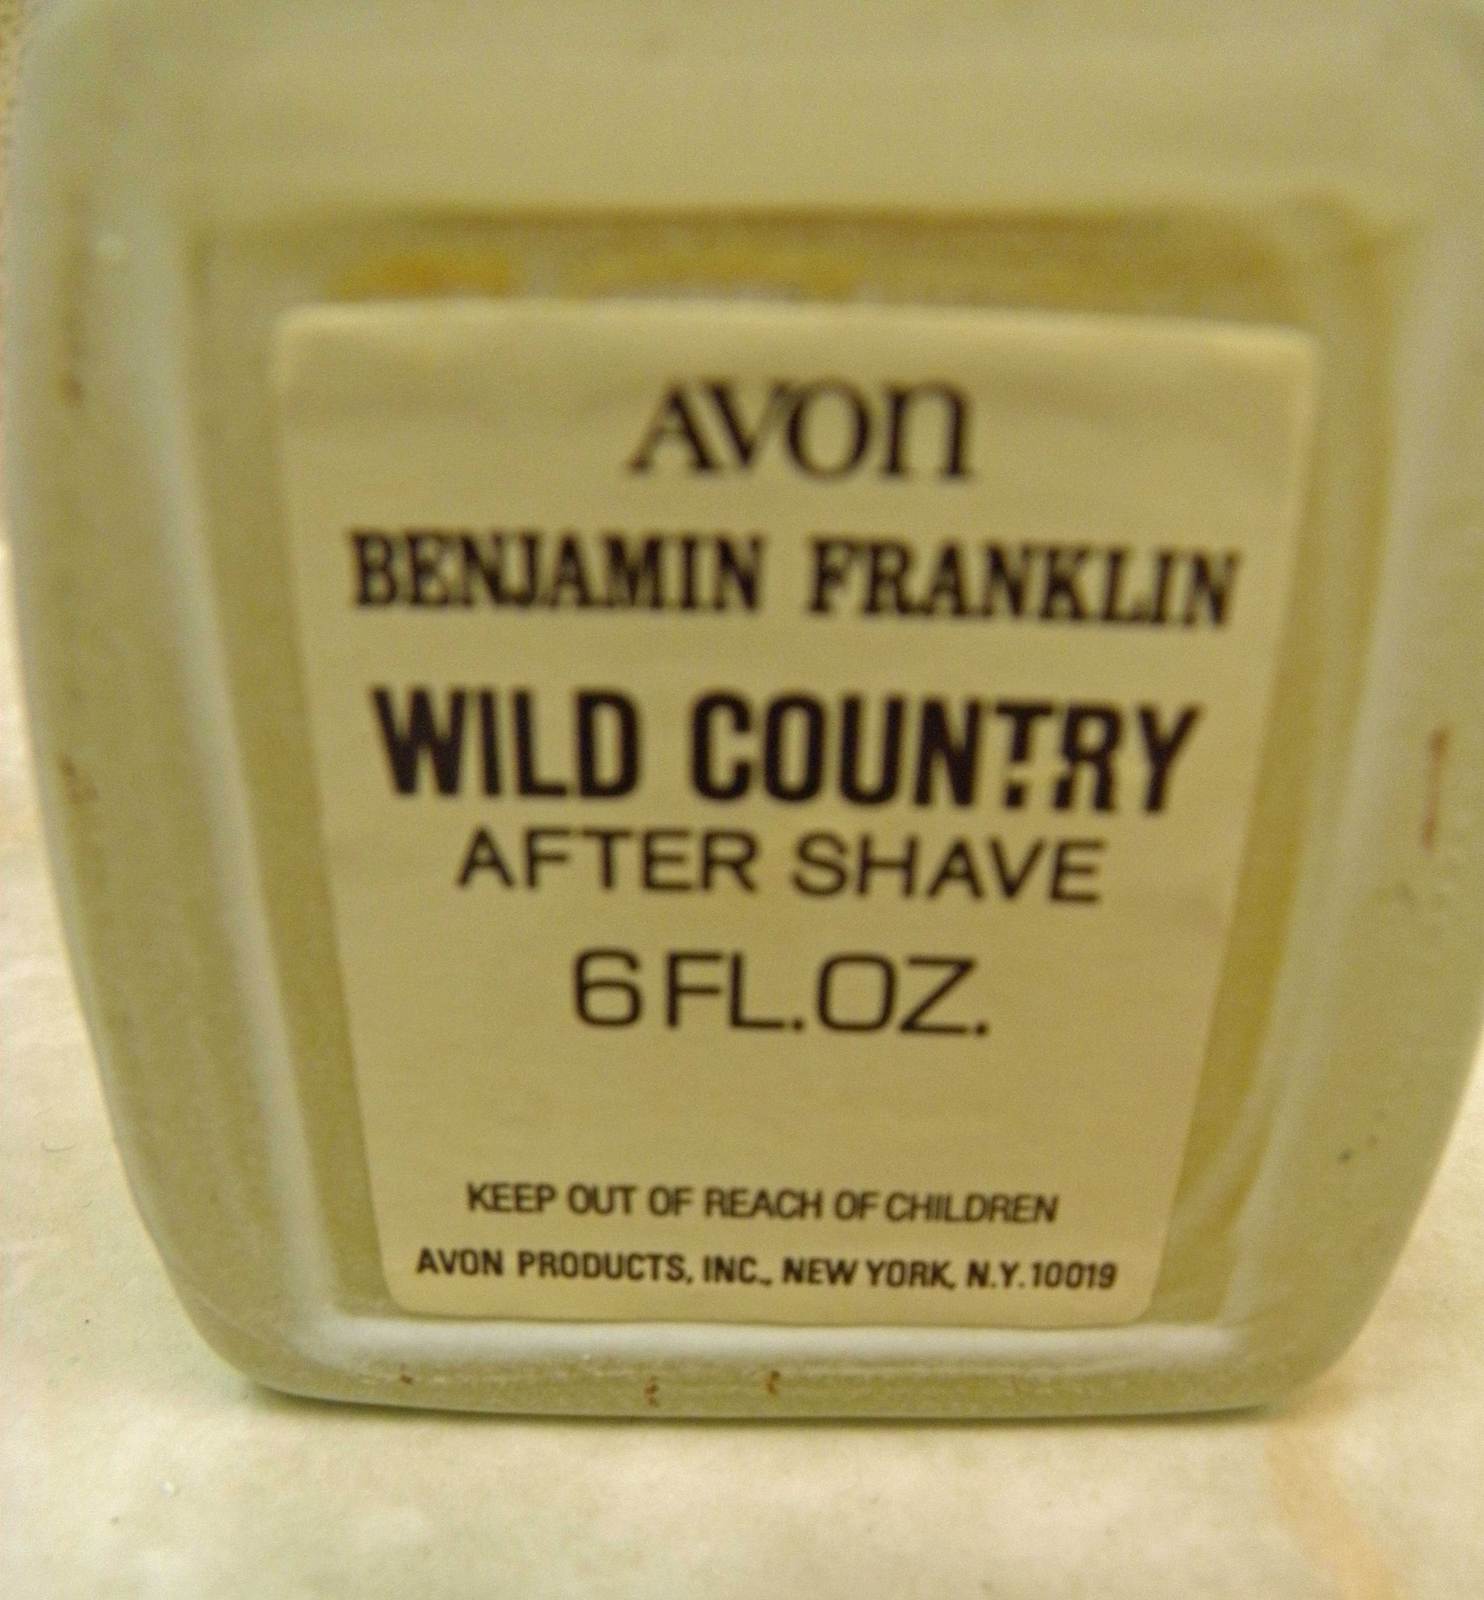 AVON
BENJAMIN FRANKLIN
WILD COUNTRY
AFTER SHAVE
6 FL.OZ.
KEEP OUT OF REACH OF CHILDREN
AVON PRODUCTS, INC., NEW YORK, N.Y. 10019